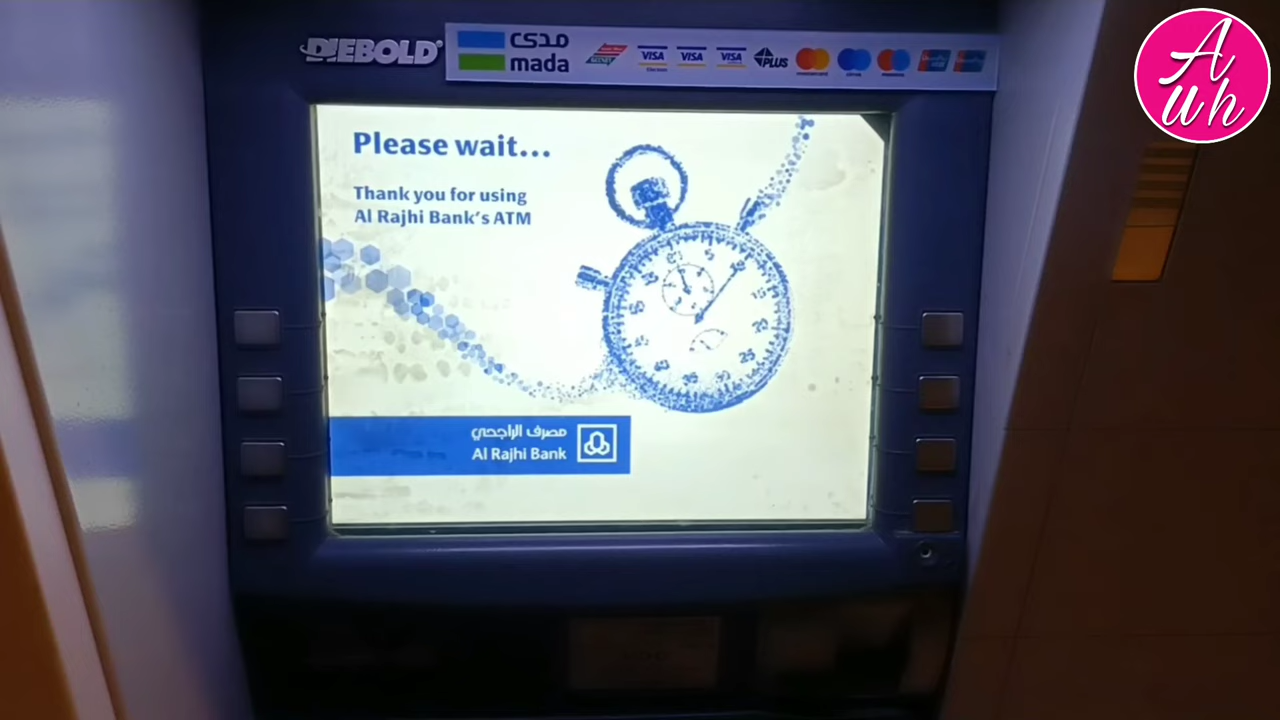 DIEBOLD
مدى
mada
VISA
VISA
VISA
PLUS
A
Wh
Please wait...
Thank you for using
Al Rajhi Bank's ATM
مصرف الراجحي
Al Rajhi Bank